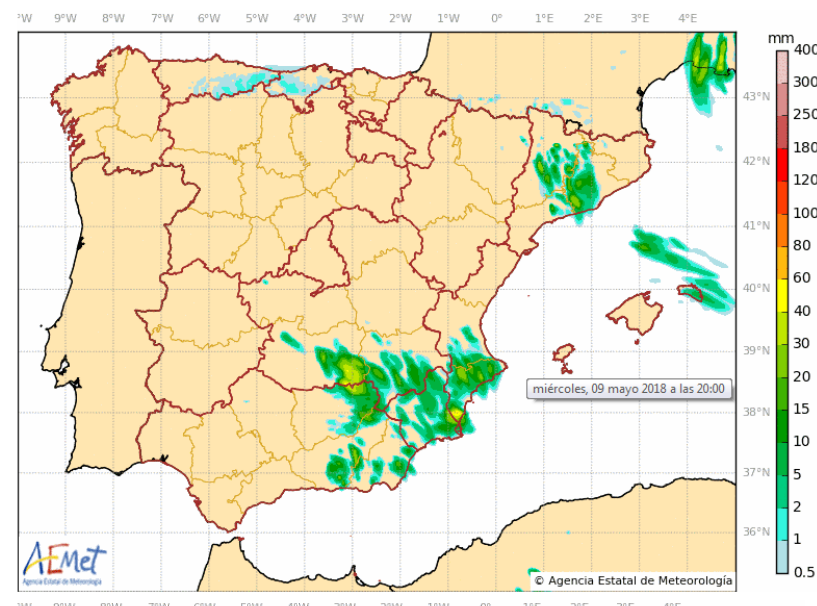 °W 9°W 8°W 7°W 6°W 5°W 4°W 3°W 2°W 1°W 0° 1°E 2°E 3°E 4°E
mm
400
300
250
180
120
100
80
60
40
30
20
15
10
5
2
1
0.5
43°N
42°N
41°N
40°N
39°N
38°N
37°N
36°N
miércoles, 09 mayo 2018 a las 20:00
AEMet
Agencia Estatal de Meteorología
© Agencia Estatal de Meteorología